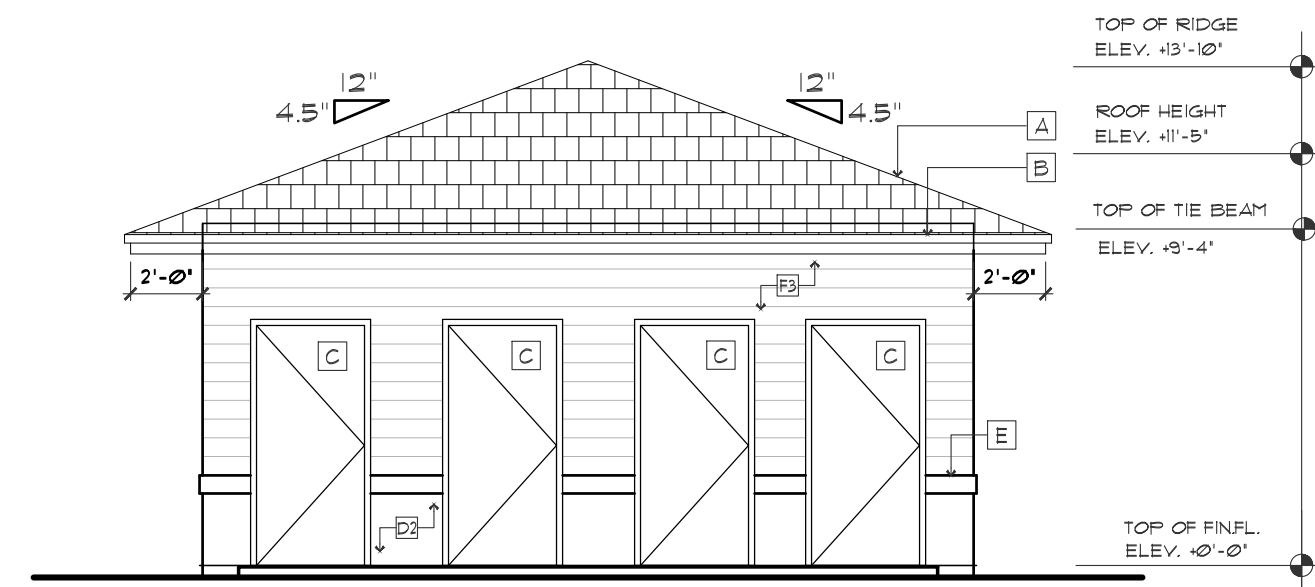 TOP OF RIDGE
ELEV. +13'-10"
12"
4.5"
12"
4.5"
ROOF HEIGHT
ELEV. +11'-5"
A
B
TOP OF TIE BEAM
ELEV. +9'-4"
2'-0"
2'-0"
F3
C
C
C
C
E
D2
TOP OF FIN.FL.
ELEV. +0'-0"